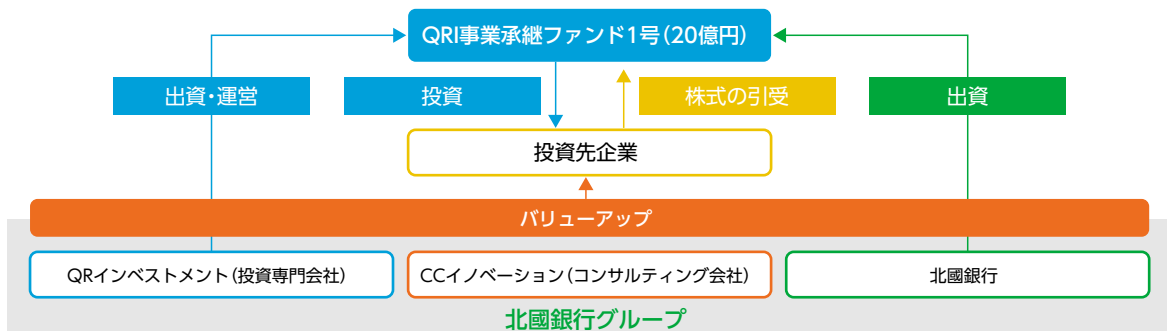 QRI事業承継ファンド1号（20億円）
出資・運営
投資
株式の引受
出資
投資先企業
バリューアップ
QRインベストメント（投資専門会社）
CCイノベーション（コンサルティング会社）
北國銀行
北國銀行グループ